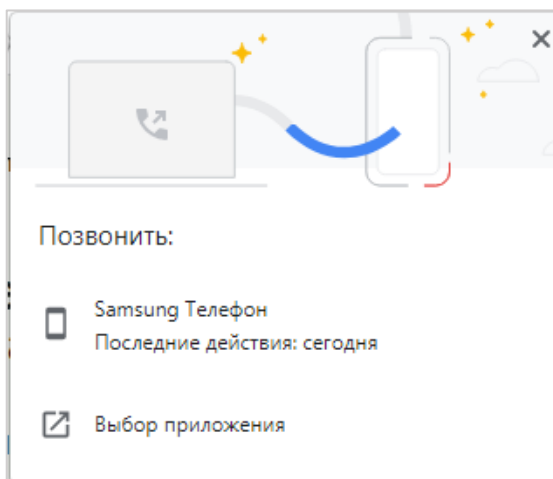 Позвонить:
Samsung Телефон
Последние действия: сегодня
Выбор приложения